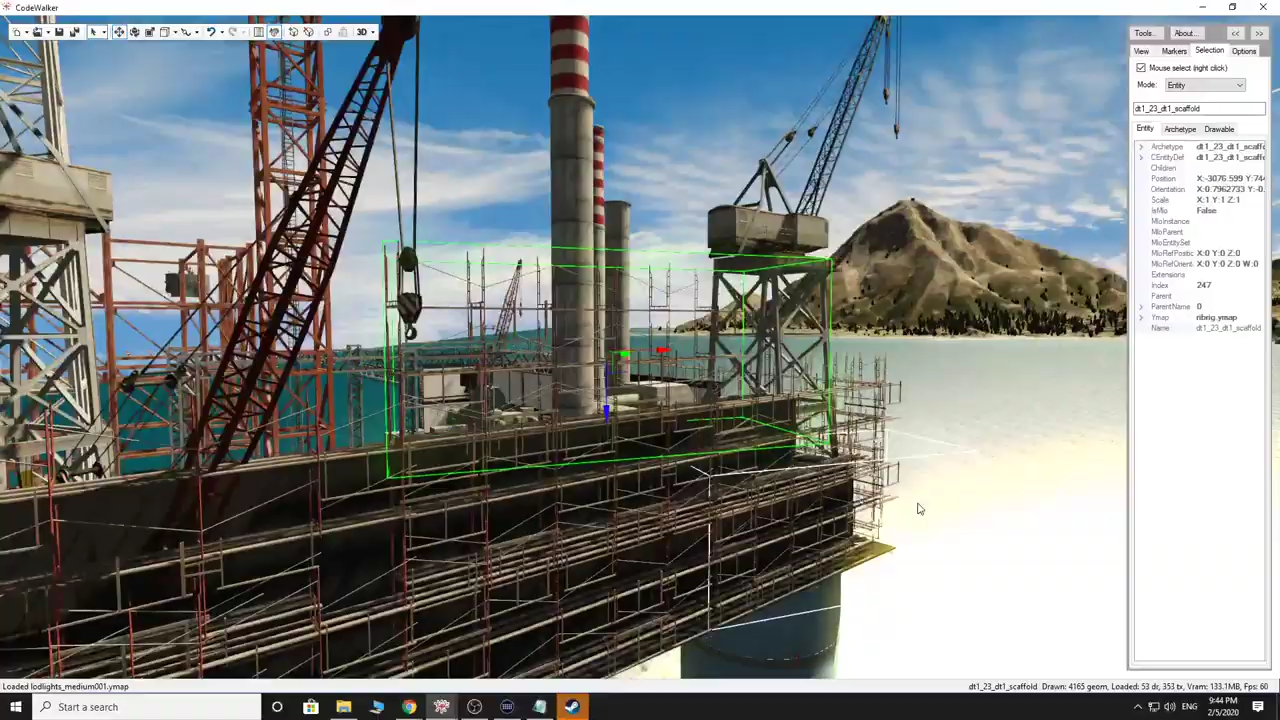 CodeWalker
3D
Tools...
About...
<<
>>
View
Markers
Selection
Options
Mouse select (right click)
Mode:
Entity
dt1_23_dt1_scaffold
Entity
Archetype
Drawable
Archetype dt1_23_dt1_scaff
CEntityDef dt1_23_dt1_scaff
Children
Position X:-3076.599 Y:744
Orientation X:0.7962733 Y:-0.
Scale X:1 Y:1 Z:1
IsMlo False
MloInstance
MloParent
MloEntitySet
MloRefPositic X:0 Y:0 Z:0
MloRefOrient X:0 Y:0 Z:0 W:0
Extensions
Index 247
Parent
ParentName 0
Ymap nbrig.ymap
Name dt1_23_dt1_scaffold
Loaded lodlights_medium001.ymap
dt1_23_dt1_scaffold Drawn: 4165 geom, Loaded: 53 dr, 353 tx, Vram: 133.1MB, Fps: 60
Start a search
ENG
9:44 PM
2/5/2020